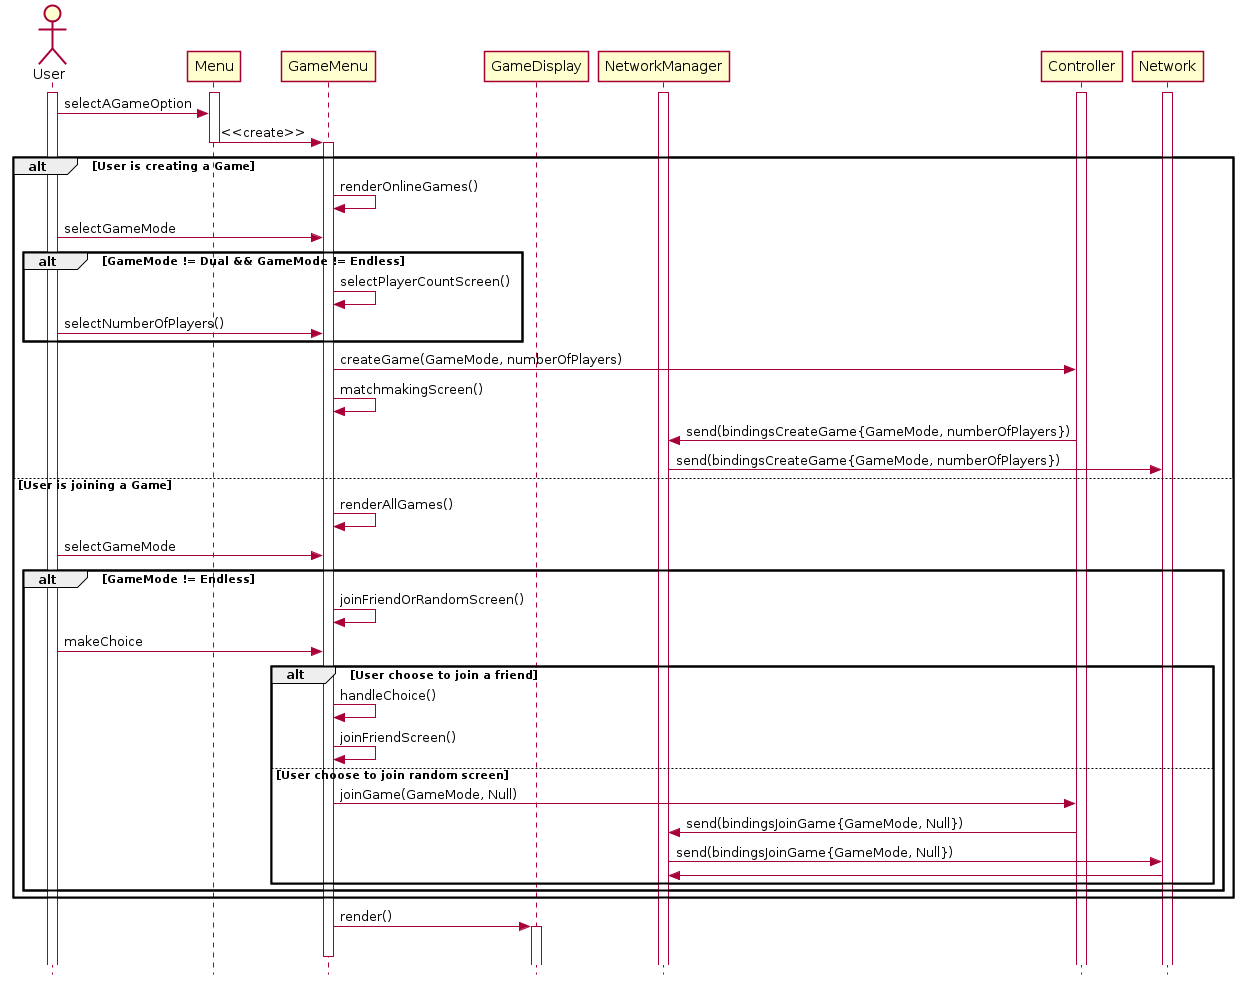 User
Menu
GameMenu
GameDisplay
NetworkManager
Controller
Network
selectAGameOption
<<create>>
alt
[User is creating a Game]
renderOnlineGames()
selectGameMode
alt
[GameMode != Dual && GameMode != Endless]
selectPlayerCountScreen()
selectNumberOfPlayers()
createGame(GameMode, numberOfPlayers)
matchmakingScreen()
send(bindingsCreateGame{GameMode, numberOfPlayers})
send(bindingsCreateGame{GameMode, numberOfPlayers})
[User is joining a Game]
renderAllGames()
selectGameMode
alt
[GameMode != Endless]
joinFriendOrRandomScreen()
makeChoice
alt
[User choose to join a friend]
handleChoice()
joinFriendScreen()
[User choose to join random screen]
joinGame(GameMode, Null)
send(bindingsJoinGame{GameMode, Null})
send(bindingsJoinGame{GameMode, Null})
render()